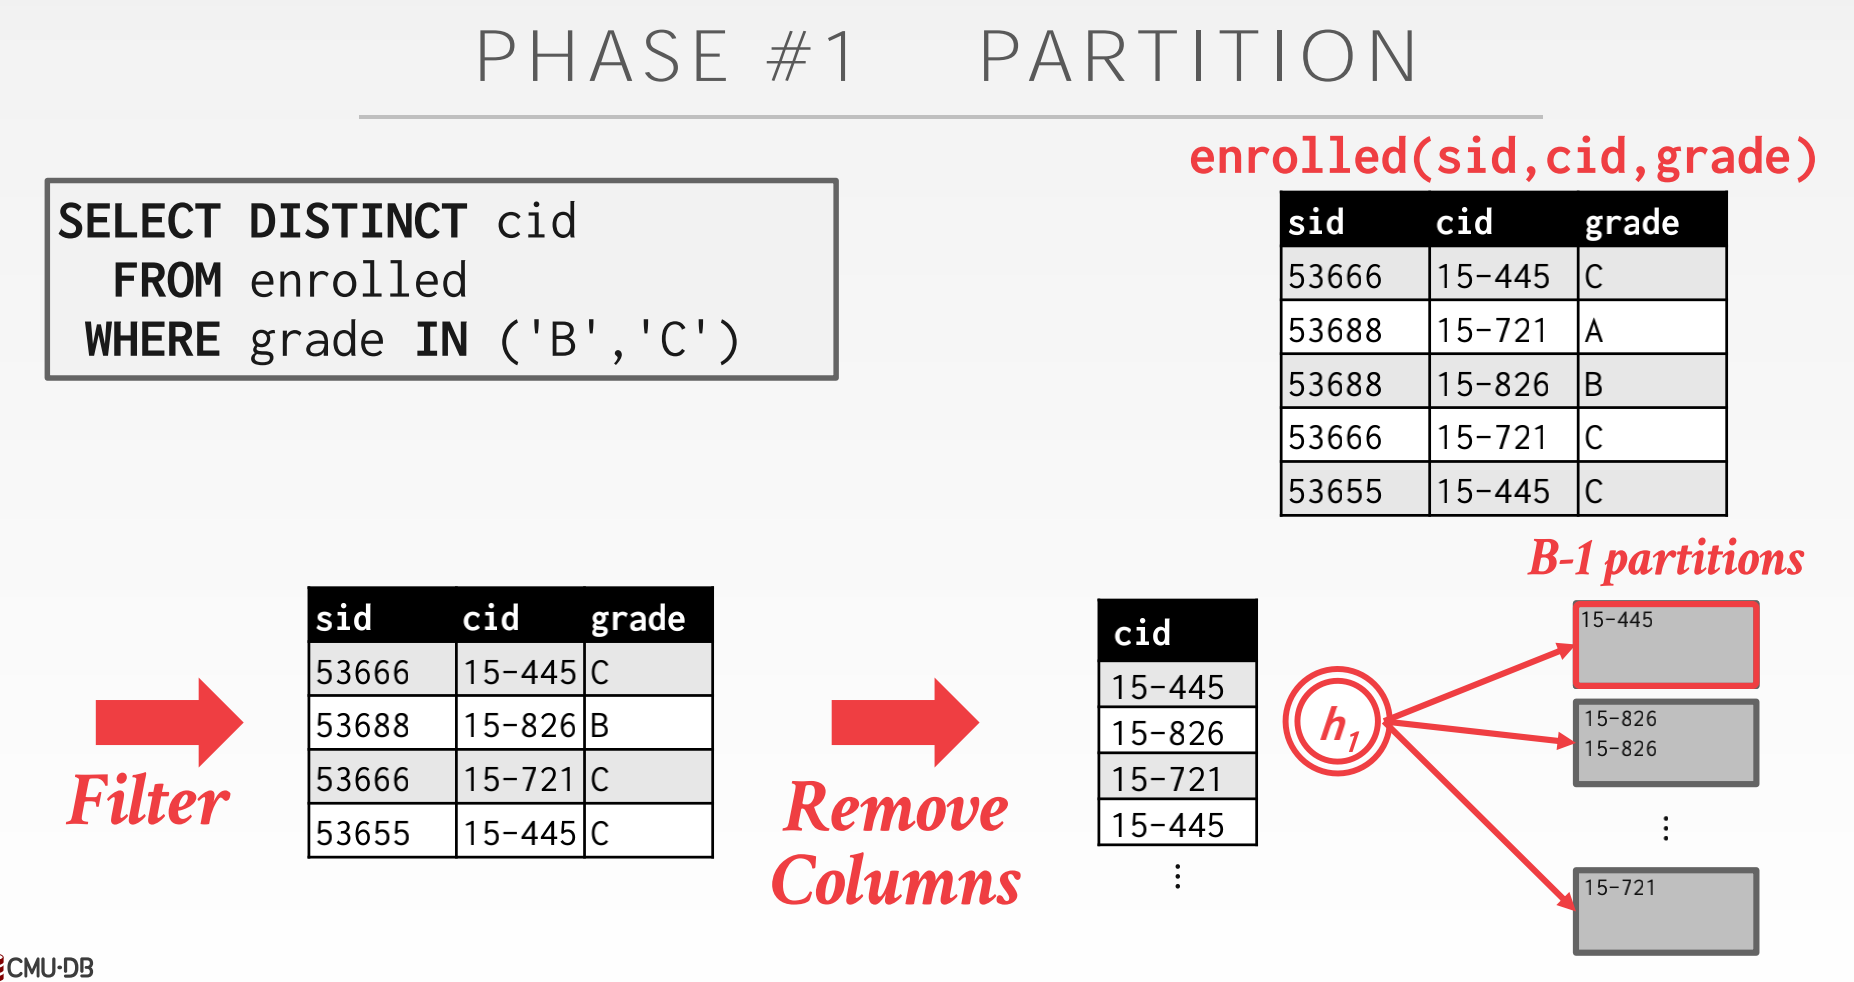 PHASE #1 PARTITION
enrolled(sid,cid,grade)
SELECT DISTINCT cid
FROM enrolled
WHERE grade IN ('B','C')
sid cid grade
53666 15-445 C
53688 15-721 A
53688 15-826 B
53666 15-721 C
53655 15-445 C
Filter
sid cid grade
53666 15-445 C
53688 15-826 B
53666 15-721 C
53655 15-445 C
Remove
Columns
cid
15-445
15-826
15-721
15-445
⋮
h1
B-1 partitions
15-445
15-826
15-826
⋮
15-721
CMU·DB